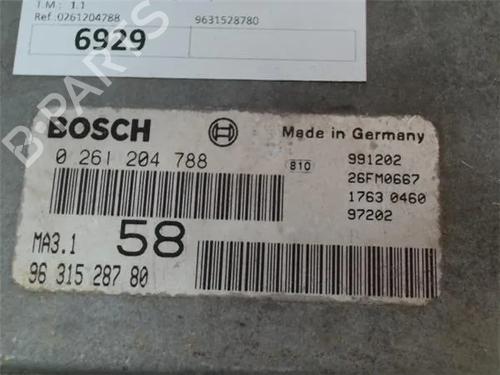 T.M.: 1.1
Ref.:0261204788 9631528780
6929
B-PARTS
BOSCH
Made in Germany
0 261 204 788
810
991202
26FM0667
1763 0460
97202
MA3.1
58
96 315 287 80